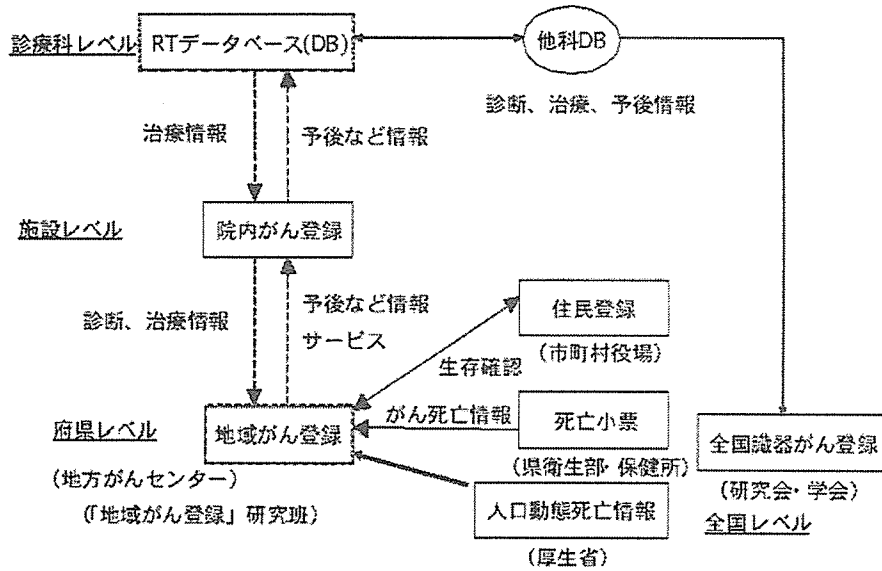 診療科レベル
RTデータベース(DB)
他科DB
診断、治療、予後情報
治療情報
予後など情報
施設レベル
院内がん登録
診断、治療情報
予後など情報
サービス
住民登録
(市町村役場)
生存確認
府県レベル
地域がん登録
がん死亡情報
死亡小票
(県衛生部・保健所)
全国識器がん登録
(研究会・学会)
全国レベル
(地方がんセンター)
(「地域がん登録」研究班)
人口動態死亡情報
(厚生省)